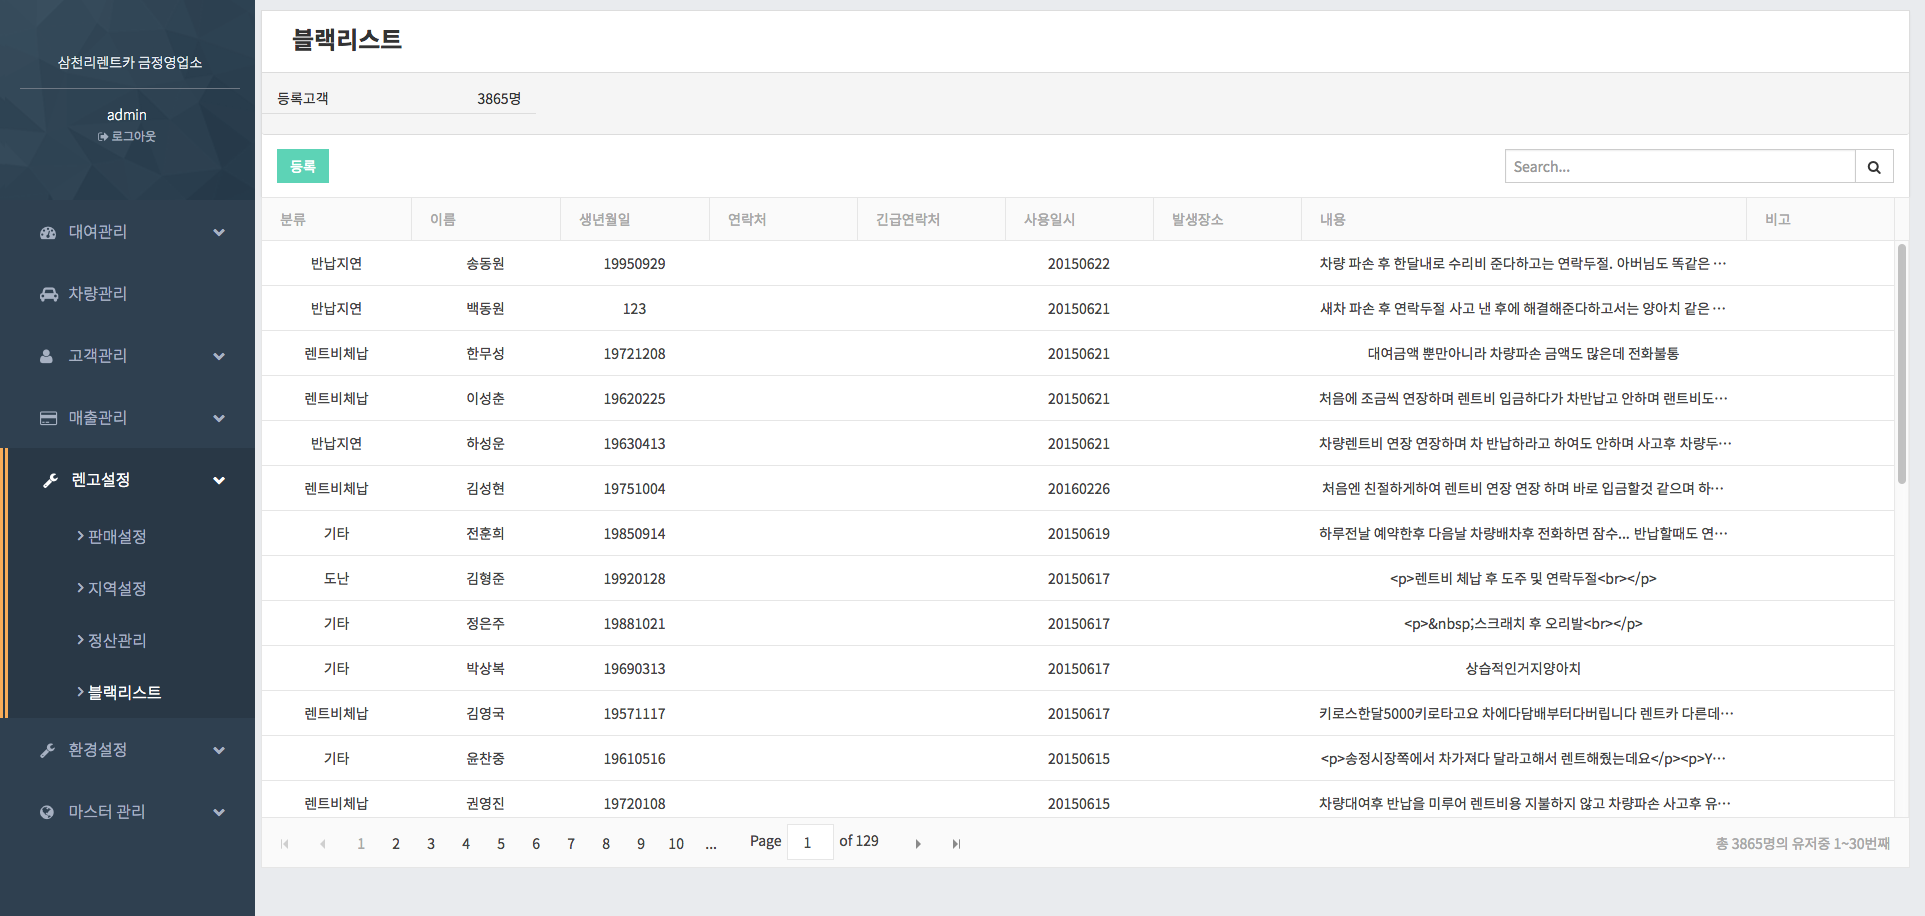 삼천리렌트카 금정영업소
admin
로그아웃
대여관리
차량관리
고객관리
매출관리
렌고설정
판매설정
지역설정
정산관리
블랙리스트
환경설정
마스터 관리
블랙리스트
등록고객 3865명
등록 Search...
분류 이름 생년월일 연락처 긴급연락처 사용일시 발생장소 내용 비고
반납지연 송동원 19950929 20150622 차량 파손 후 한달내로 수리비 준다하고는 연락두절. 아버님도 똑같은 …
반납지연 백동원 123 20150621 새차 파손 후 연락두절 사고 낸 후에 해결해준다하고서는 양아치 같은 …
렌트비체납 한무성 19721208 20150621 대여금액 뿐만아니라 차량파손 금액도 많은데 전화불통
렌트비체납 이성춘 19620225 20150621 처음에 조금씩 연장하며 렌트비 입금하다가 차반납고 안하며 랜트비도…
반납지연 하성운 19630413 20150621 차량렌트비 연장 연장하며 차 반납하라고 하여도 안하며 사고후 차량두…
렌트비체납 김성현 19751004 20160226 처음엔 친절하게하여 렌트비 연장 연장 하며 바로 입금할것 같으며 하…
기타 전훈희 19850914 20150619 하루전날 예약한후 다음날 차량배차후 전화하면 잠수... 반납할때도 연…
도난 김형준 19920128 20150617 <p>렌트비 체납 후 도주 및 연락두절<br></p>
기타 정은주 19881021 20150617 <p>&nbsp;스크래치 후 오리발<br></p>
기타 박상복 19690313 20150617 상습적인거지양아치
렌트비체납 김영국 19571117 20150617 키로스한달5000키로타고요 차에다담배부터다버립니다 렌트카 다른데…
기타 윤찬중 19610516 20150615 <p>송정시장쪽에서 차가져다 달라고해서 렌트해줬는데요</p><p>Y…
렌트비체납 권영진 19720108 20150615 차량대여후 반납을 미루어 렌트비용 지불하지 않고 차량파손 사고후 유…
1 2 3 4 5 6 7 8 9 10 ... Page 1 of 129 총 3865명의 유저중 1~30번째